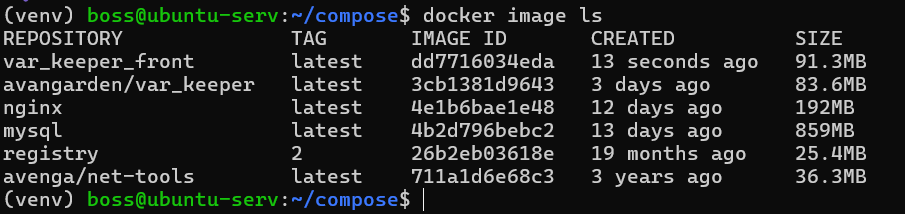 (venv) boss@ubuntu-serv:~/compose$ docker image ls
REPOSITORY TAG IMAGE ID CREATED SIZE
var_keeper_front latest dd7716034eda 13 seconds ago 91.3MB
avangarden/var_keeper latest 3cb1381d9643 3 days ago 83.6MB
nginx latest 4e1b6bae1e48 12 days ago 192MB
mysql latest 4b2d796bebc2 13 days ago 859MB
registry 2 26b2eb03618e 19 months ago 25.4MB
avenga/net-tools latest 711a1d6e68c3 3 years ago 36.3MB
(venv) boss@ubuntu-serv:~/compose$